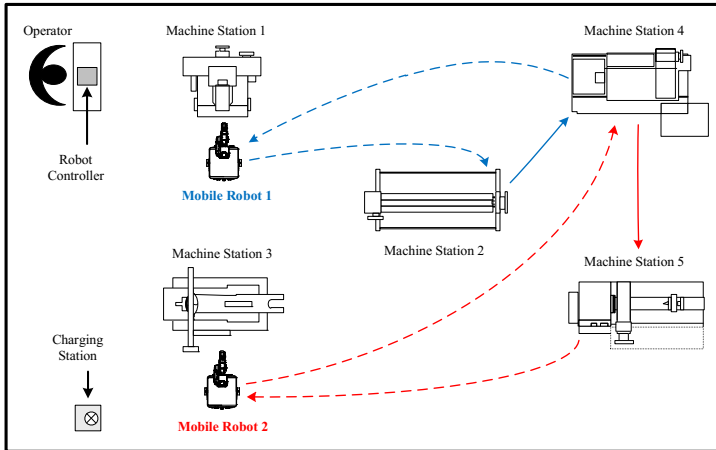 Operator
Machine Station 1
Machine Station 4
Robot
Controller
Mobile Robot 1
Machine Station 2
Machine Station 3
Machine Station 5
Charging
Station
Mobile Robot 2